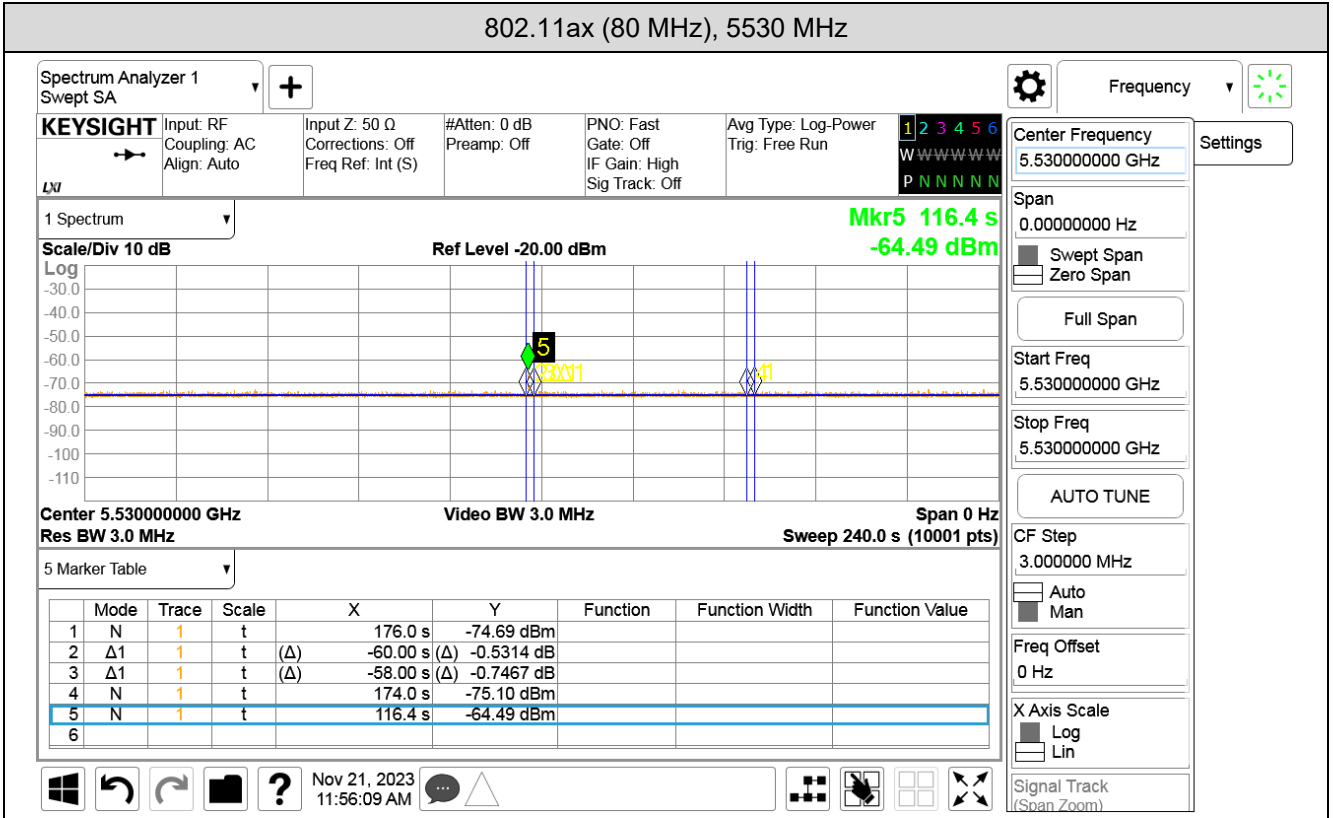 802.11ax (80 MHz), 5530 MHz
Spectrum Analyzer 1
Swept SA
Frequency
KEYSIGHT
LXI
Input: RF
Coupling: AC
Align: Auto
Input Z: 50 Ω
Corrections: Off
Freq Ref: Int (S)
#Atten: 0 dB
Preamp: Off
PNO: Fast
Gate: Off
IF Gain: High
Sig Track: Off
Avg Type: Log-Power
Trig: Free Run
1 2 3 4 5 6
W W W W W W
P N N N N N
Center Frequency
5.530000000 GHz
Settings
1 Spectrum
Mkr5 116.4 s
-64.49 dBm
Scale/Div 10 dB
Ref Level -20.00 dBm
Log
-30.0
-40.0
-50.0
-60.0
-70.0
-80.0
-90.0
-100
-110
5
Center 5.530000000 GHz
Video BW 3.0 MHz
Span 0 Hz
Res BW 3.0 MHz
Sweep 240.0 s (10001 pts)
Span
0.00000000 Hz
Swept Span
Zero Span
Full Span
Start Freq
5.530000000 GHz
Stop Freq
5.530000000 GHz
AUTO TUNE
CF Step
3.000000 MHz
Auto
Man
Freq Offset
0 Hz
X Axis Scale
Log
Lin
Signal Track
(Span Zoom)
5 Marker Table
Mode Trace Scale X Y Function Function Width Function Value
1 N 1 t 176.0 s -74.69 dBm
2 Δ1 1 t (Δ) -60.00 s (Δ) -0.5314 dB
3 Δ1 1 t (Δ) -58.00 s (Δ) -0.7467 dB
4 N 1 t 174.0 s -75.10 dBm
5 N 1 t 116.4 s -64.49 dBm
6
?
Nov 21, 2023
11:56:09 AM